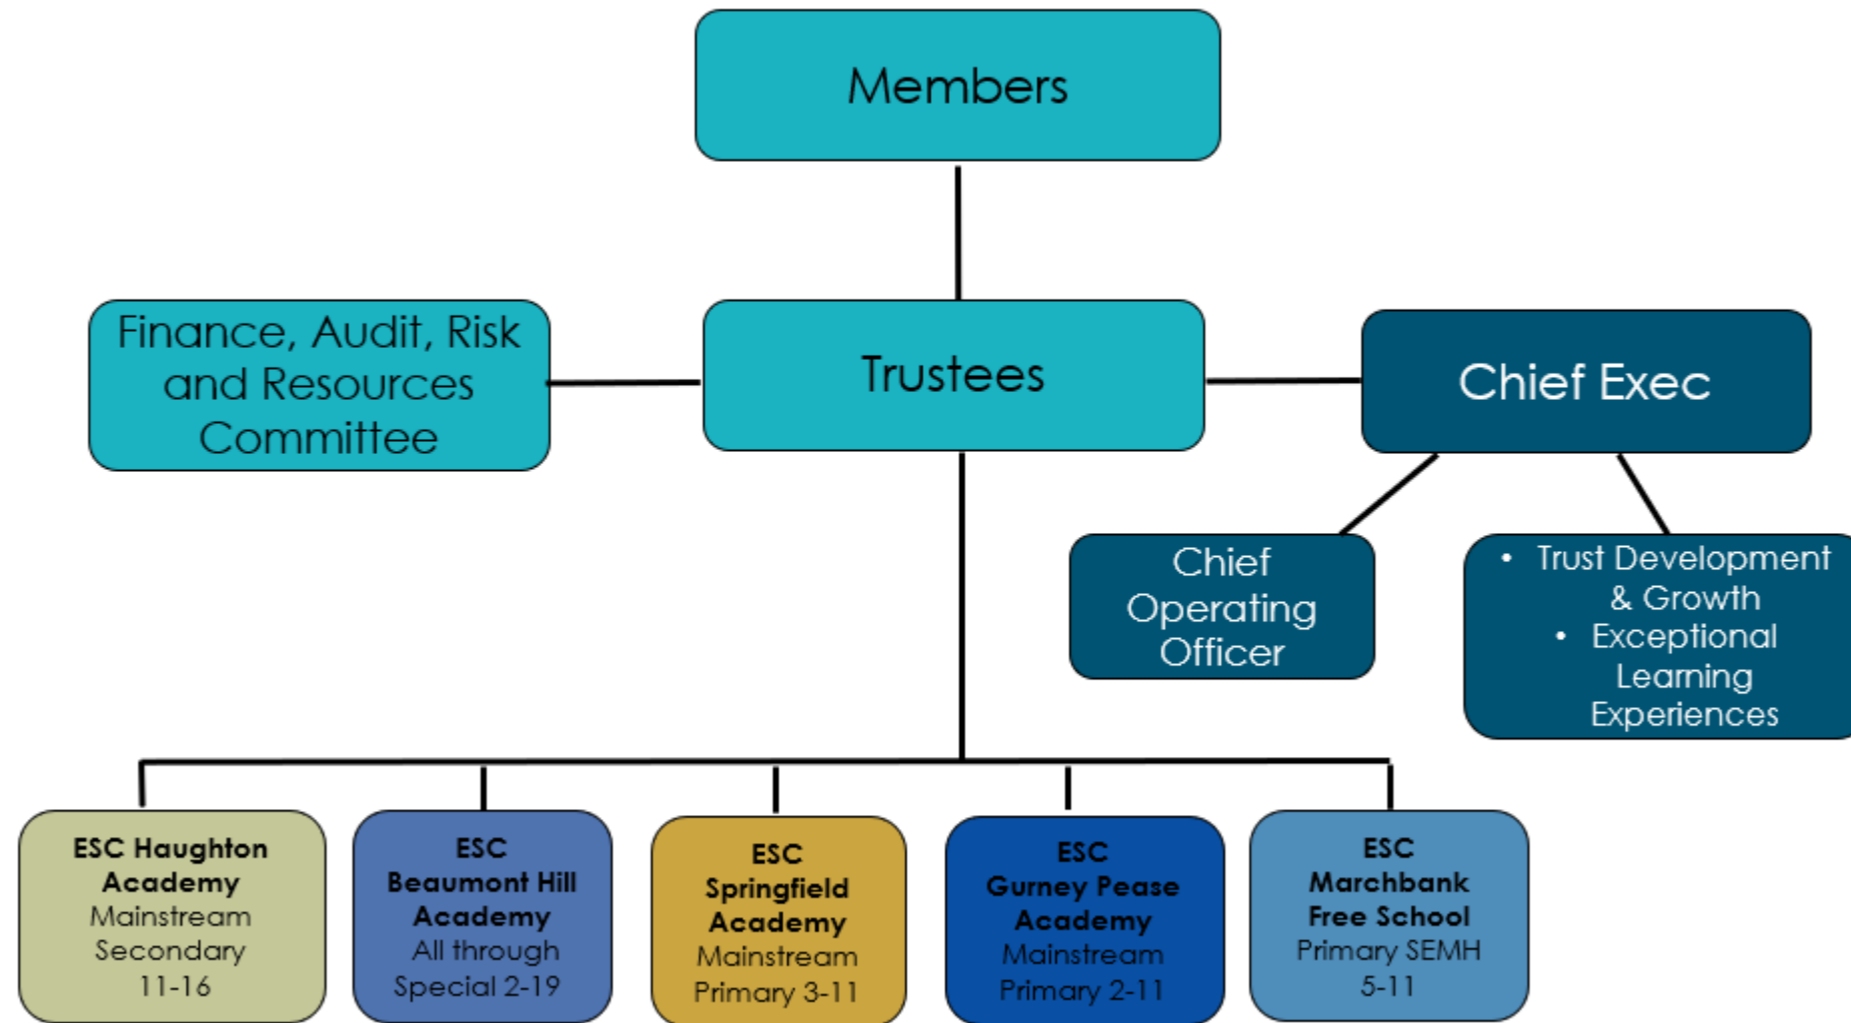 Members
Finance, Audit, Risk
and Resources
Committee
Trustees
Chief Exec
Chief
Operating
Officer
• Trust Development
& Growth
• Exceptional
Learning
Experiences
ESC Haughton
Academy
Mainstream
Secondary
11-16
ESC
Beaumont Hill
Academy
All through
Special 2-19
ESC
Springfield
Academy
Mainstream
Primary 3-11
ESC
Gurney Pease
Academy
Mainstream
Primary 2-11
ESC
Marchbank
Free School
Primary SEMH
5-11